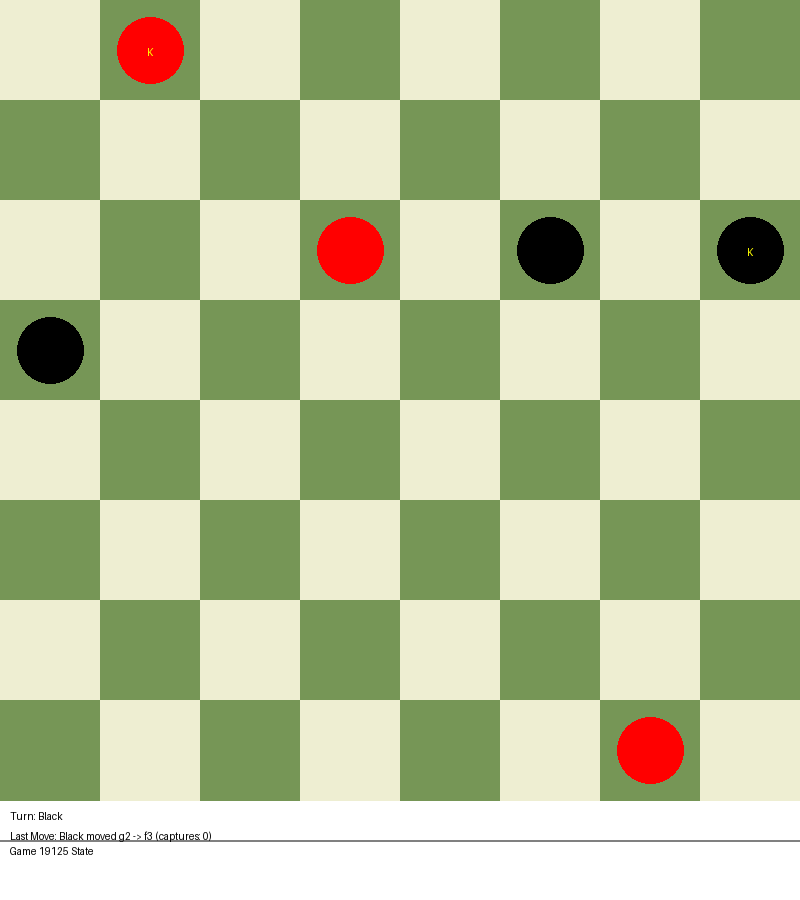 K
K
Turn: Black
Last Move: Black moved g2 -> f3 (captures: 0)
Game 19125 State